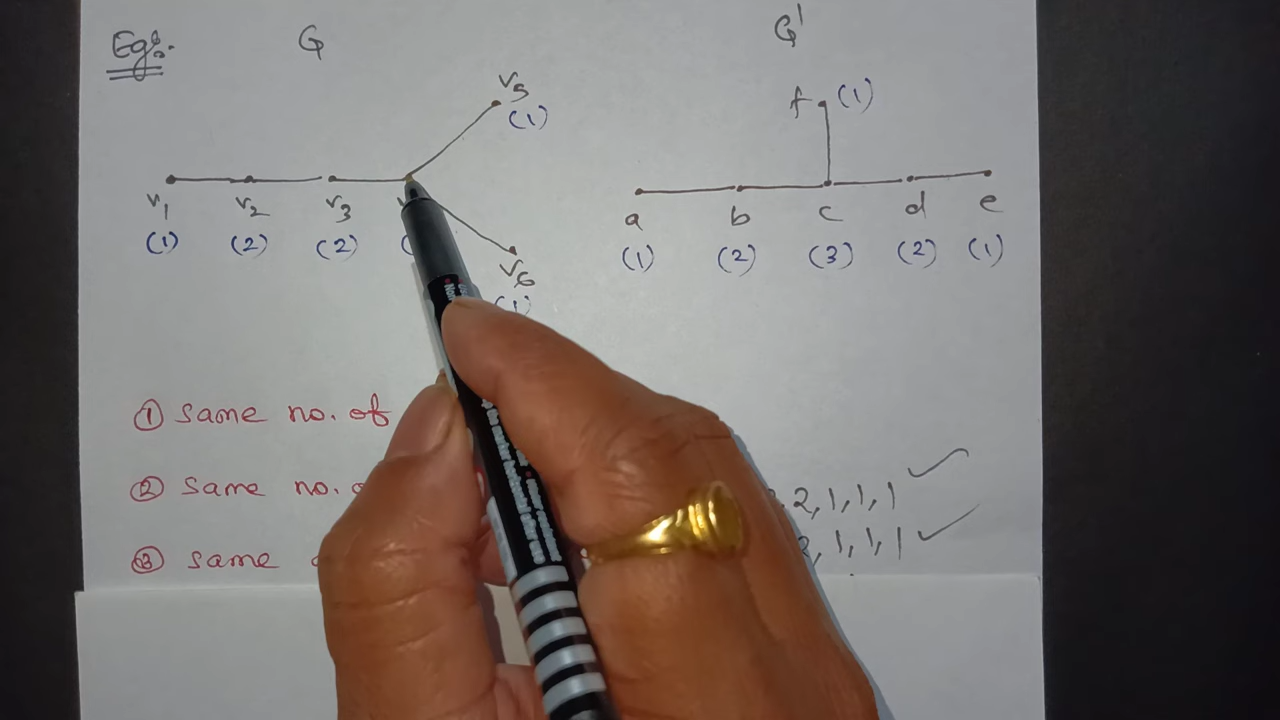 Eg:- G G'
v5 (1) f (1)
v1 v2 v3 v6 a b c d e
(1) (2) (2) (1) (1) (2) (3) (2) (1)
① same no. of
② same no. 2, 1, 1, 1
③ same 1, 1, 1